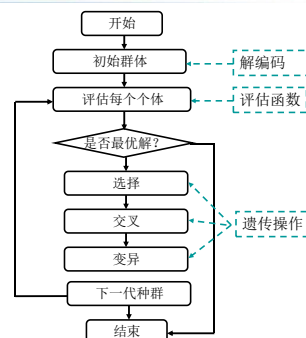 开始
初始群体
解编码
评估每个个体
评估函数
是否最优解？
选择
交叉
遗传操作
变异
下一代种群
结束